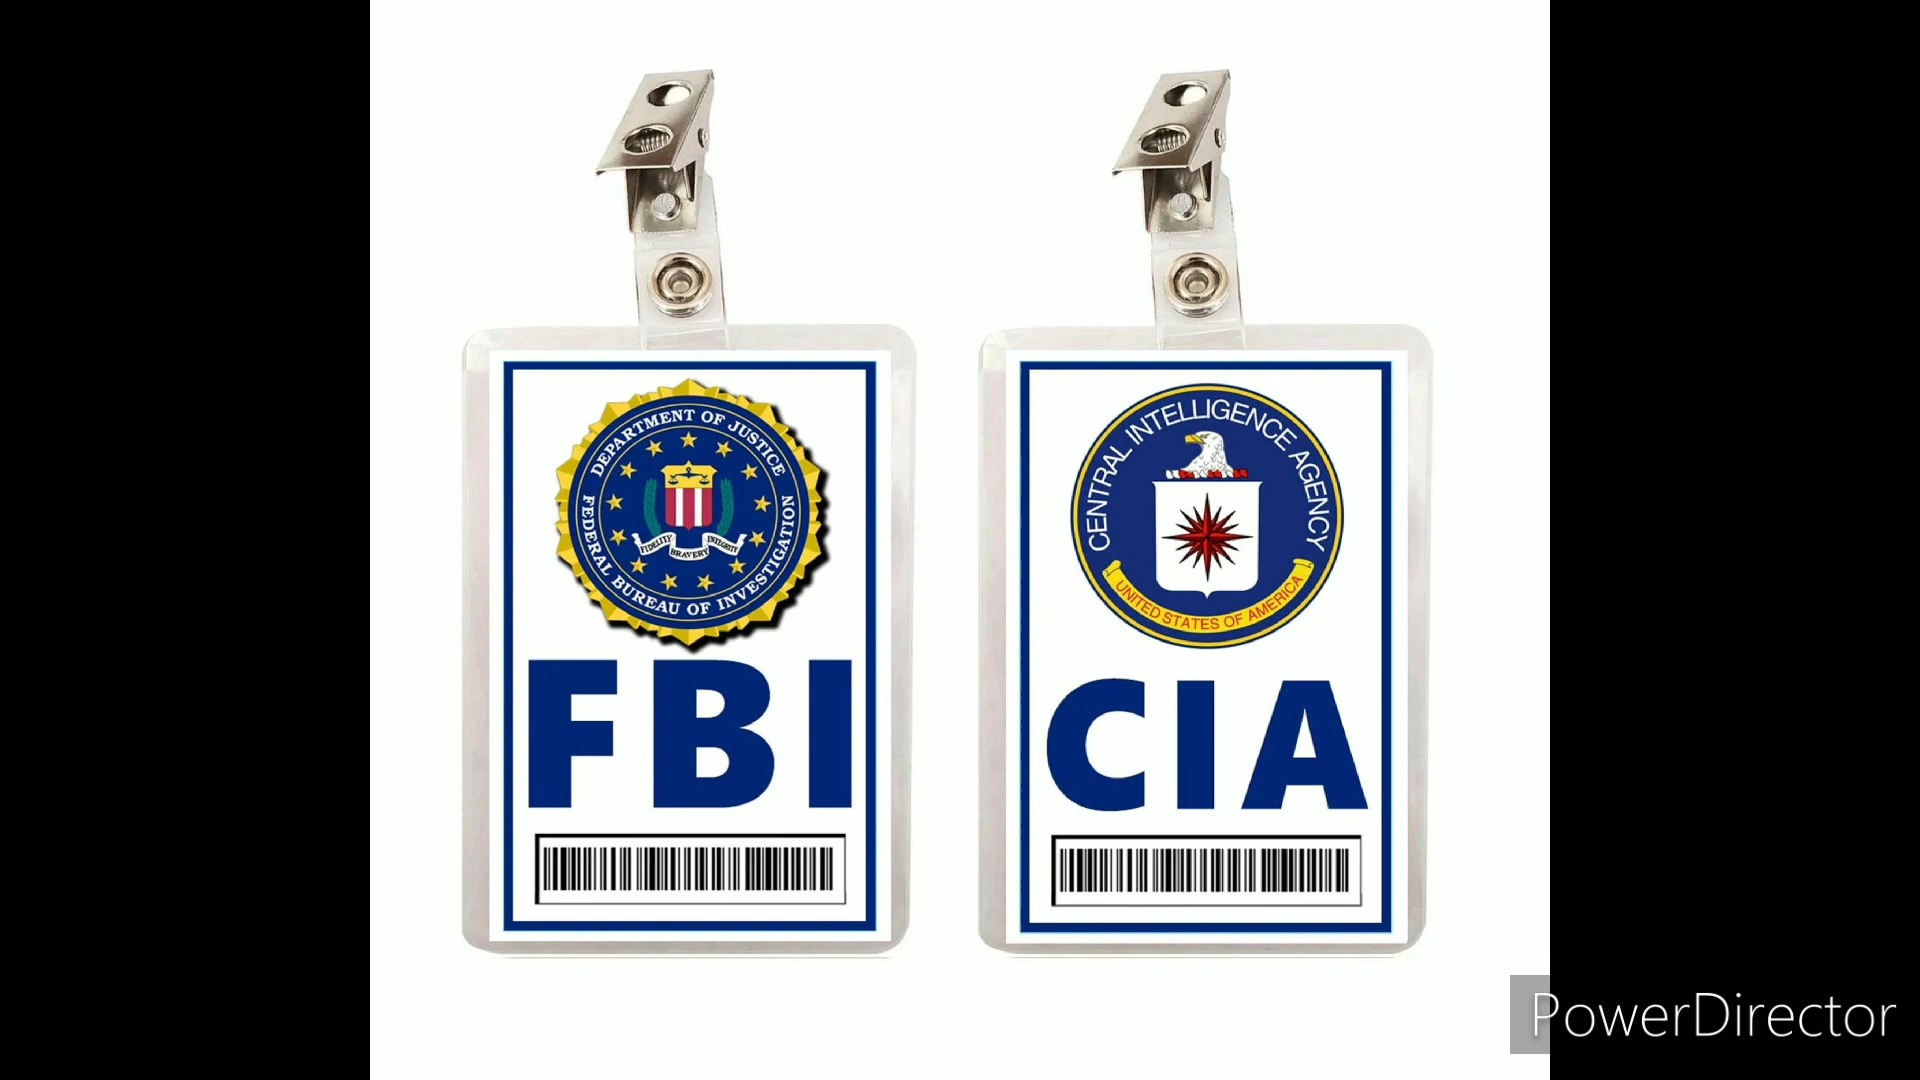 DEPARTMENT OF JUSTICE
FEDERAL BUREAU OF INVESTIGATION
FIDELITY BRAVERY INTEGRITY
FBI
CENTRAL INTELLIGENCE AGENCY
UNITED STATES OF AMERICA
CIA
PowerDirector